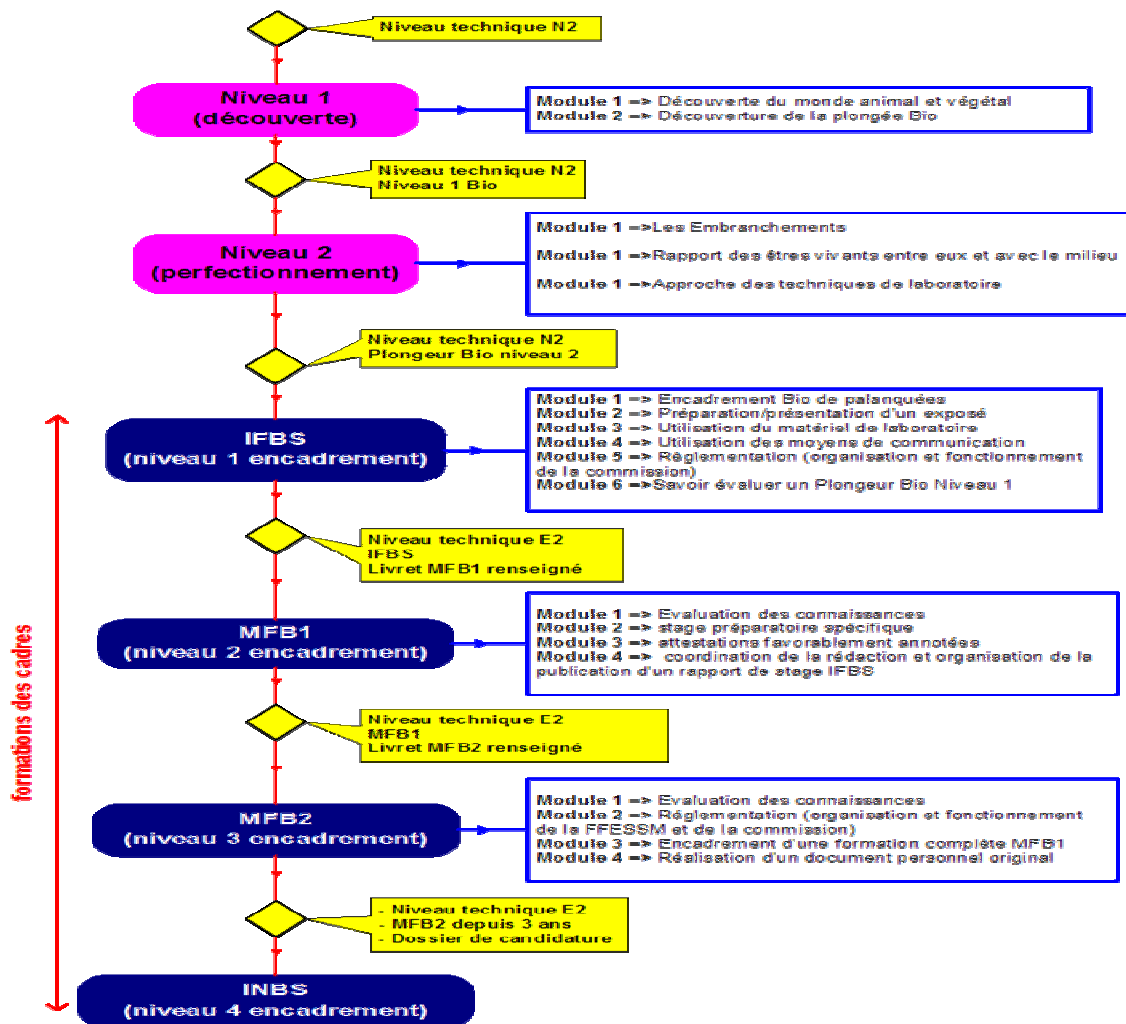 Niveau technique N2
Niveau 1
(découverte)
Module 1 => Découverte du monde animal et végétal
Module 2 => Découverture de la plongée Bio
Niveau technique N2
Niveau 1 Bio
Niveau 2
(perfectionnement)
Module 1 =>Les Embranchements
Module 1 =>Rapport des êtres vivants entre eux et avec le milieu
Module 1 =>Approche des techniques de laboratoire
Niveau technique N2
Plongeur Bio niveau 2
IFBS
(niveau 1 encadrement)
Module 1 => Encadrement Bio de palanquées
Module 2 => Préparation/présentation d'un exposé
Module 3 => Utilisation du matériel de laboratoire
Module 4 => Utilisation des moyens de communication
Module 5 => Réglementation (organisation et fonctionnement
de la commission)
Module 6 =>Savoir évaluer un Plongeur Bio Niveau 1
Niveau technique E2
IFBS
Livret MFB1 renseigné
formations des cadres
MFB1
(niveau 2 encadrement)
Module 1 => Evaluation des connaissances
Module 2 => stage préparatoire spécifique
Module 3 => attestations favorablement annotées
Module 4 => coordination de la rédaction et organisation de la
publication d'un rapport de stage IFBS
Niveau technique E2
MFB1
Livret MFB2 renseigné
MFB2
(niveau 3 encadrement)
Module 1 => Evaluation des connaissances
Module 2 => Réglementation (organisation et fonctionnement
de la FFESSM et de la commission)
Module 3 => Encadrement d'une formation complète MFB1
Module 4 => Réalisation d'un document personnel original
- Niveau technique E2
- MFB2 depuis 3 ans
- Dossier de candidature
INBS
(niveau 4 encadrement)